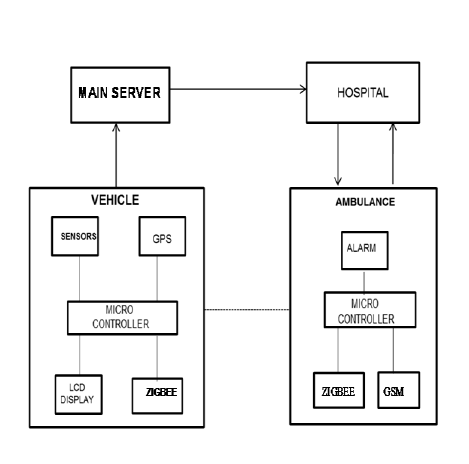 MAIN SERVER
HOSPITAL
VEHICLE
SENSORS
GPS
MICRO
CONTROLLER
LCD
DISPLAY
ZIGBEE
AMBULANCE
ALARM
MICRO
CONTROLLER
ZIGBEE
GSM